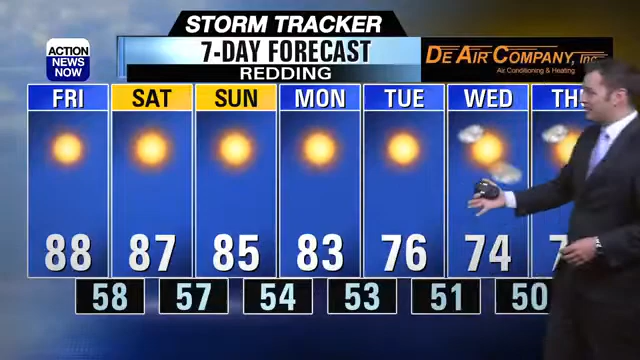 STORM TRACKER
ACTION
NEWS
NOW
7-DAY FORECAST
REDDING
DE AIR COMPANY, Inc.
Air Conditioning & Heating
FRI SAT SUN MON TUE WED
88 87 85 83 76 74
58 57 54 53 51 50